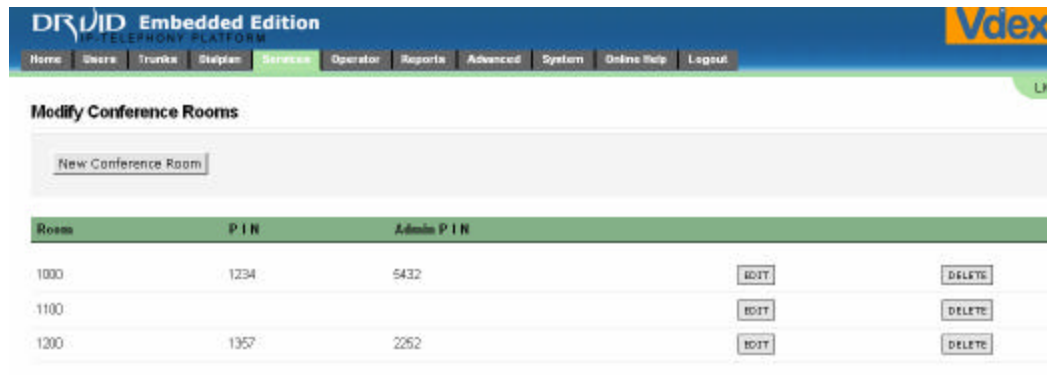 DRUID Embedded Edition
IP-TELEPHONY PLATFORM
Vdex
Home Users Trunks Dialplan Services Operator Reports Advanced System Online Help Logout
Modify Conference Rooms
New Conference Room
Room PIN Admin PIN
1000 1234 5432 EDIT DELETE
1100 EDIT DELETE
1200 1357 2252 EDIT DELETE